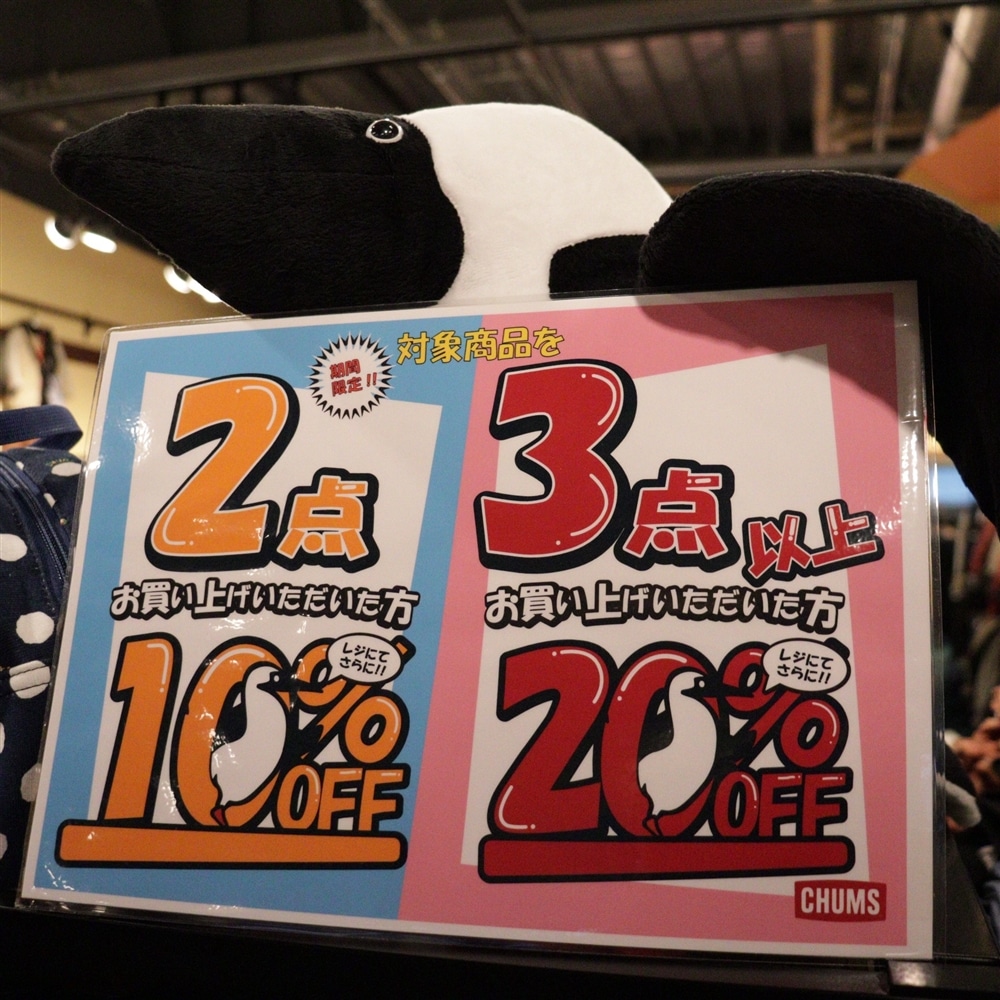 期間
限定!!
対象商品を
2点
お買い上げいただいた方
レジにて
さらに!!
10%
OFF
3点以上
お買い上げいただいた方
レジにて
さらに!!
20%
OFF
CHUMS